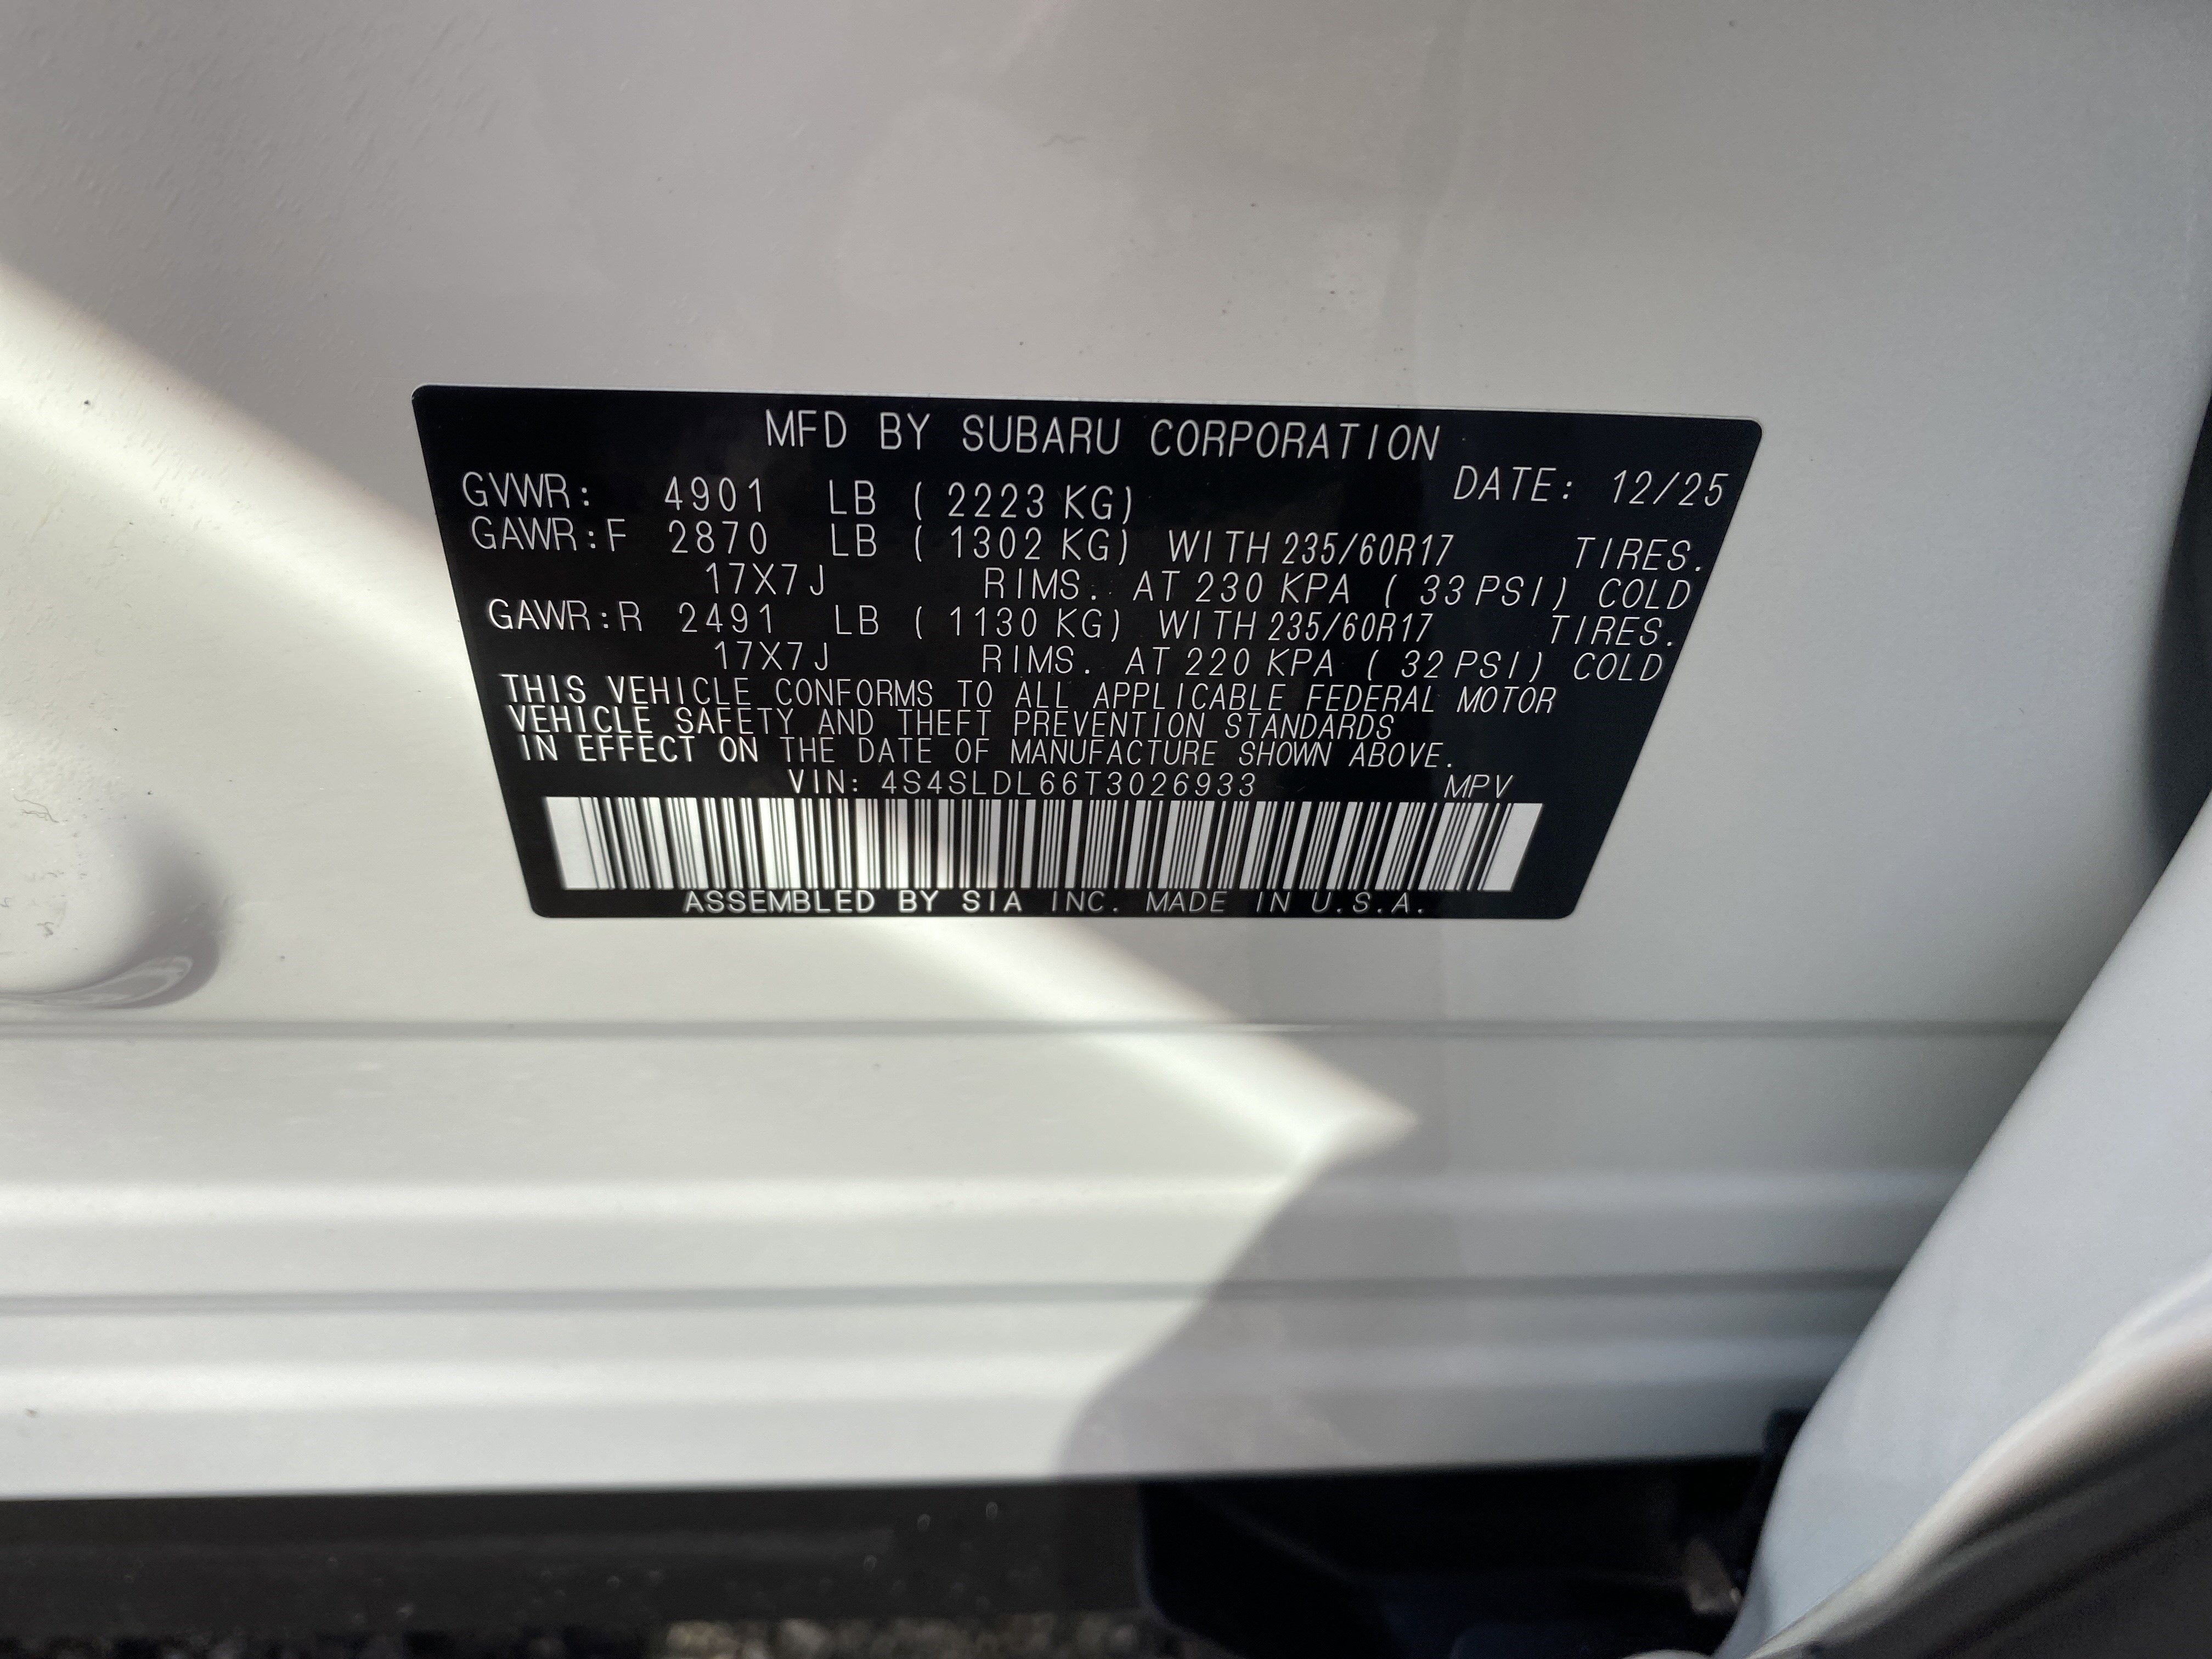 MFD BY SUBARU CORPORATION
DATE: 12/25
GVWR: 4901 LB ( 2223 KG)
GAWR:F 2870 LB ( 1302 KG) WITH 235/60R17 TIRES.
17X7J RIMS. AT 230 KPA ( 33 PSI) COLD
GAWR:R 2491 LB ( 1130 KG) WITH 235/60R17 TIRES.
17X7J RIMS. AT 220 KPA ( 32 PSI) COLD
THIS VEHICLE CONFORMS TO ALL APPLICABLE FEDERAL MOTOR
VEHICLE SAFETY AND THEFT PREVENTION STANDARDS
IN EFFECT ON THE DATE OF MANUFACTURE SHOWN ABOVE.
VIN: 4S4SLDL66T3026933 MPV
ASSEMBLED BY SIA INC. MADE IN U.S.A.